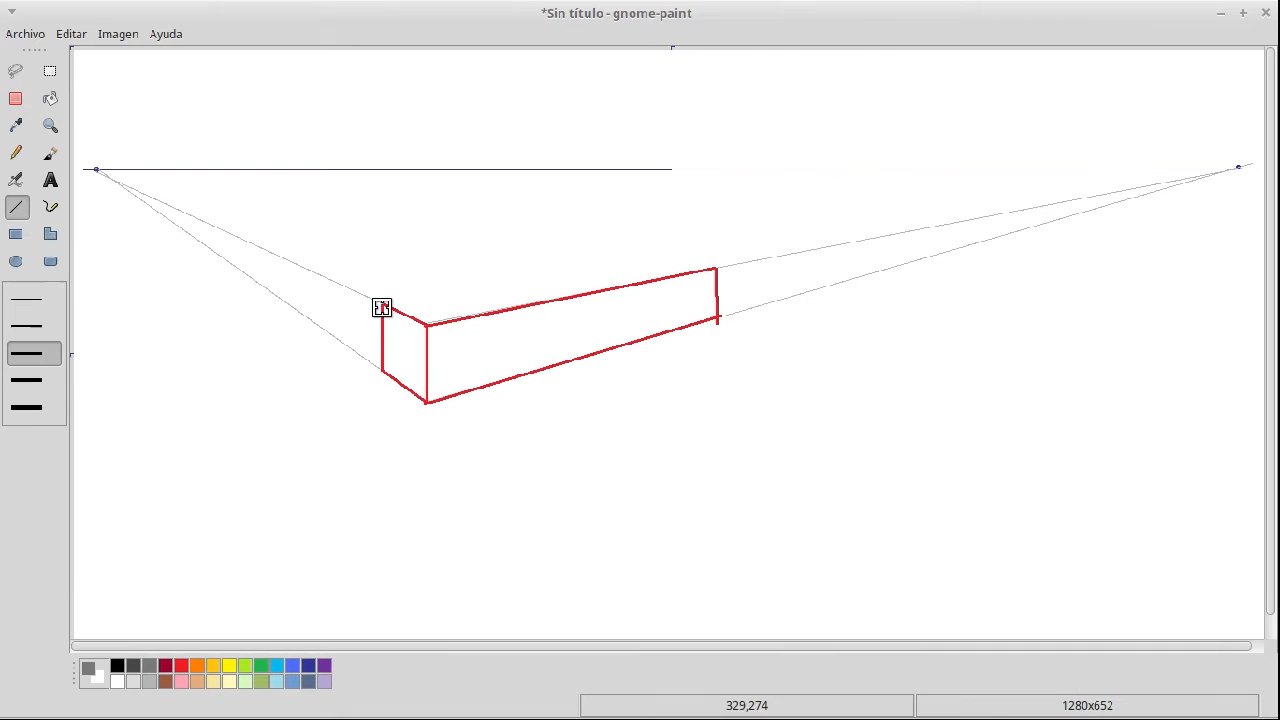 *Sin título - gnome-paint
Archivo Editar Imagen Ayuda
A
329,274 1280x652